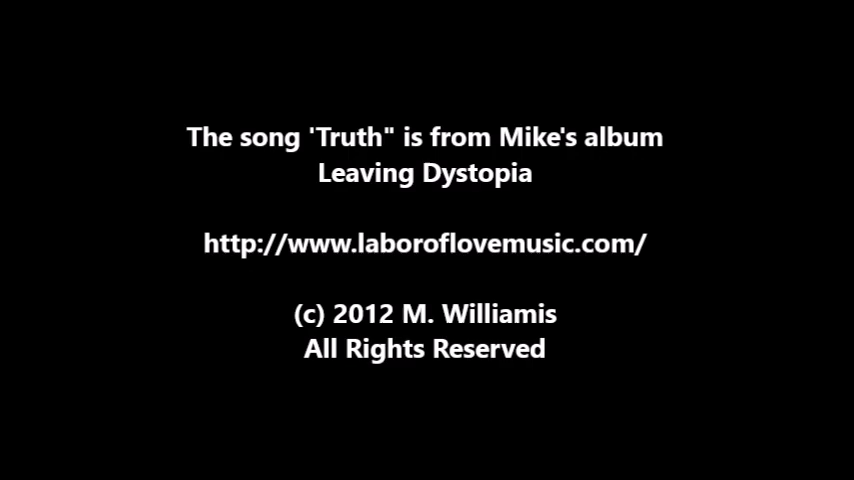 The song 'Truth" is from Mike's album
Leaving Dystopia
http://www.laboroflovemusic.com/
(c) 2012 M. Williamis
All Rights Reserved